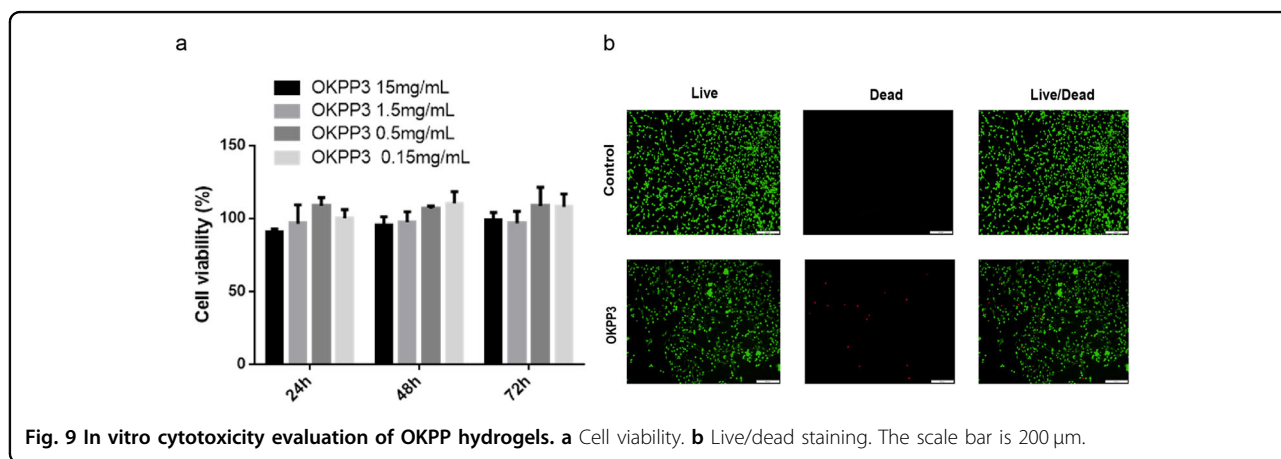 a
OKPP3 15mg/mL
OKPP3 1.5mg/mL
OKPP3 0.5mg/mL
OKPP3 0.15mg/mL
Cell viability (%)
150
100
50
0
24h
48h
72h
b
Live
Dead
Live/Dead
Control
OKPP3
Fig. 9 In vitro cytotoxicity evaluation of OKPP hydrogels. a Cell viability. b Live/dead staining. The scale bar is 200 μm.